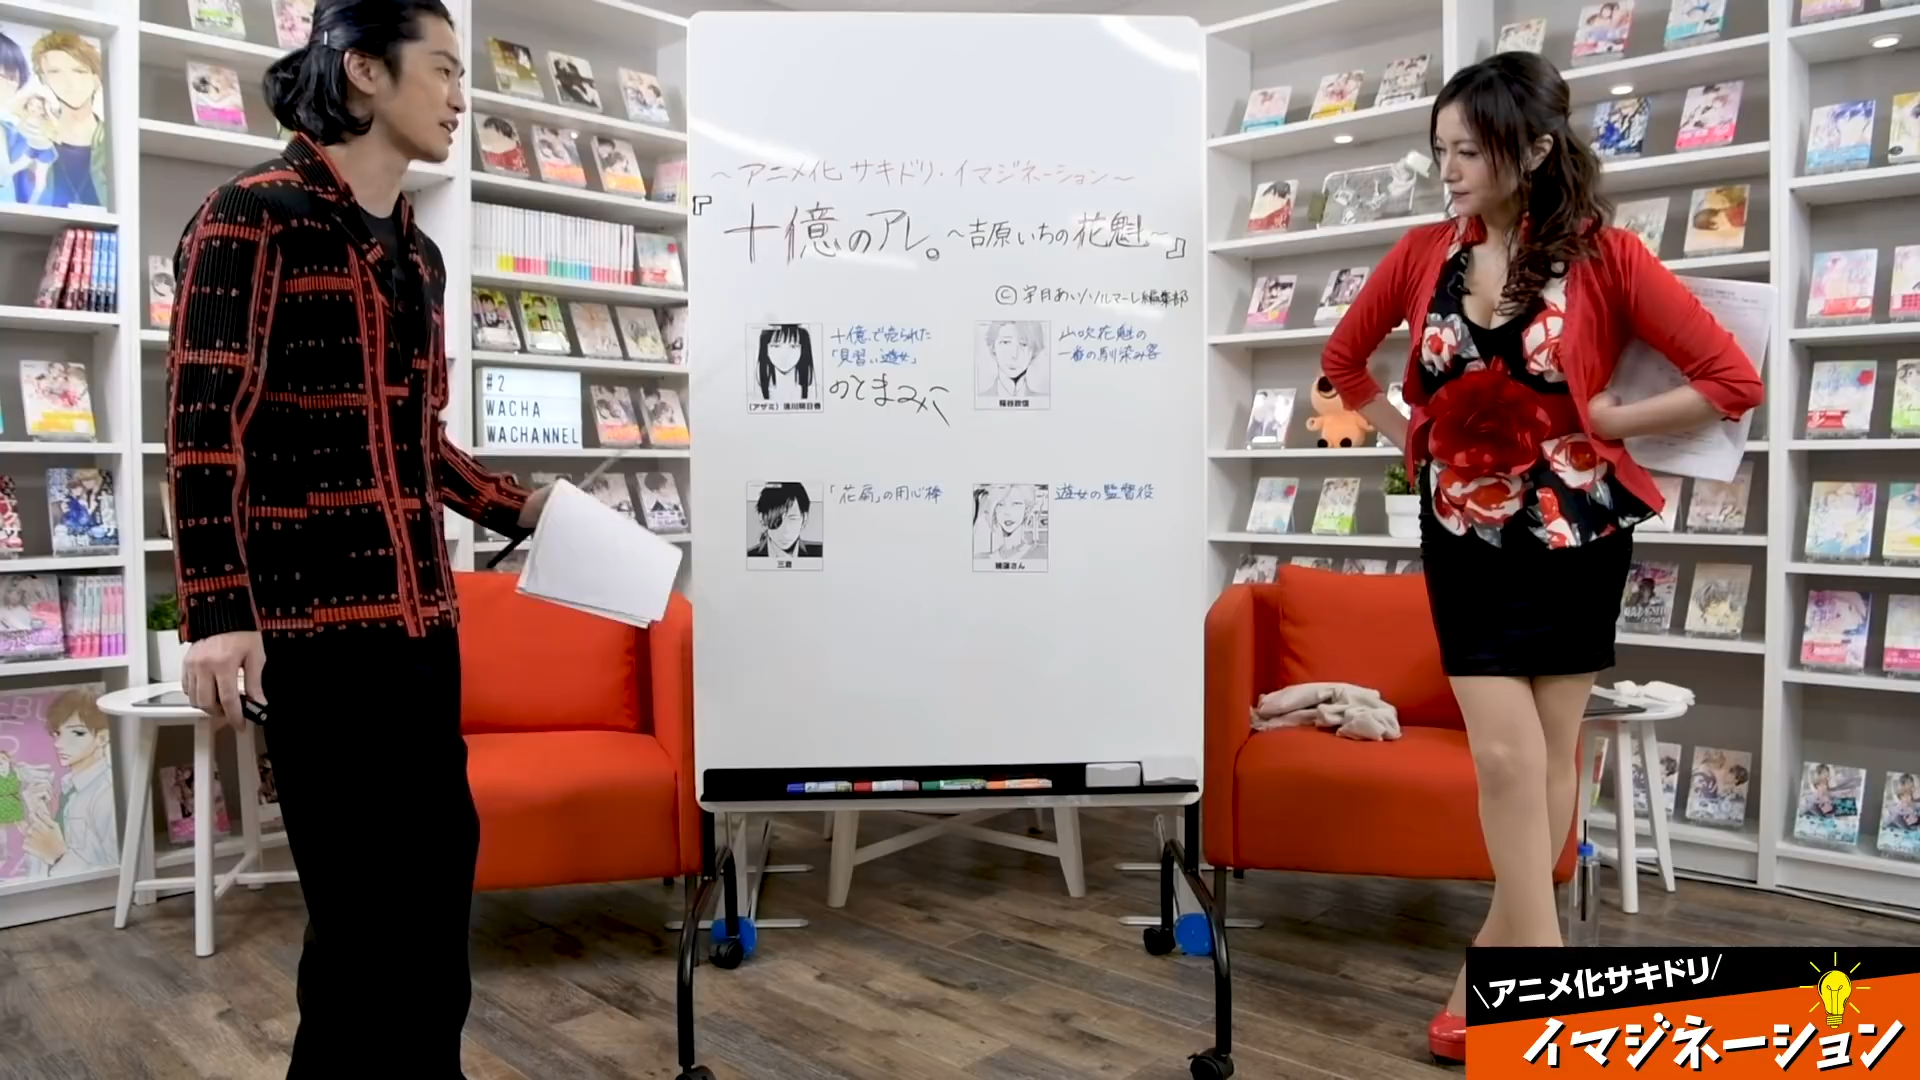 ～アニメ化サキドリ・イマジネーション～
『十億のアレ。～吉原いちの花魁～』
©宇月あい/ソルマーレ編集部
十億で売られた
「見習い遊女」
のとまみへ
山吹花魁の
一番の馴染み客
「花扇」の用心棒
三雲
遊女の監督役
#2
WACHA
WACHANNEL
\アニメ化サキドリ/
イマジネーション